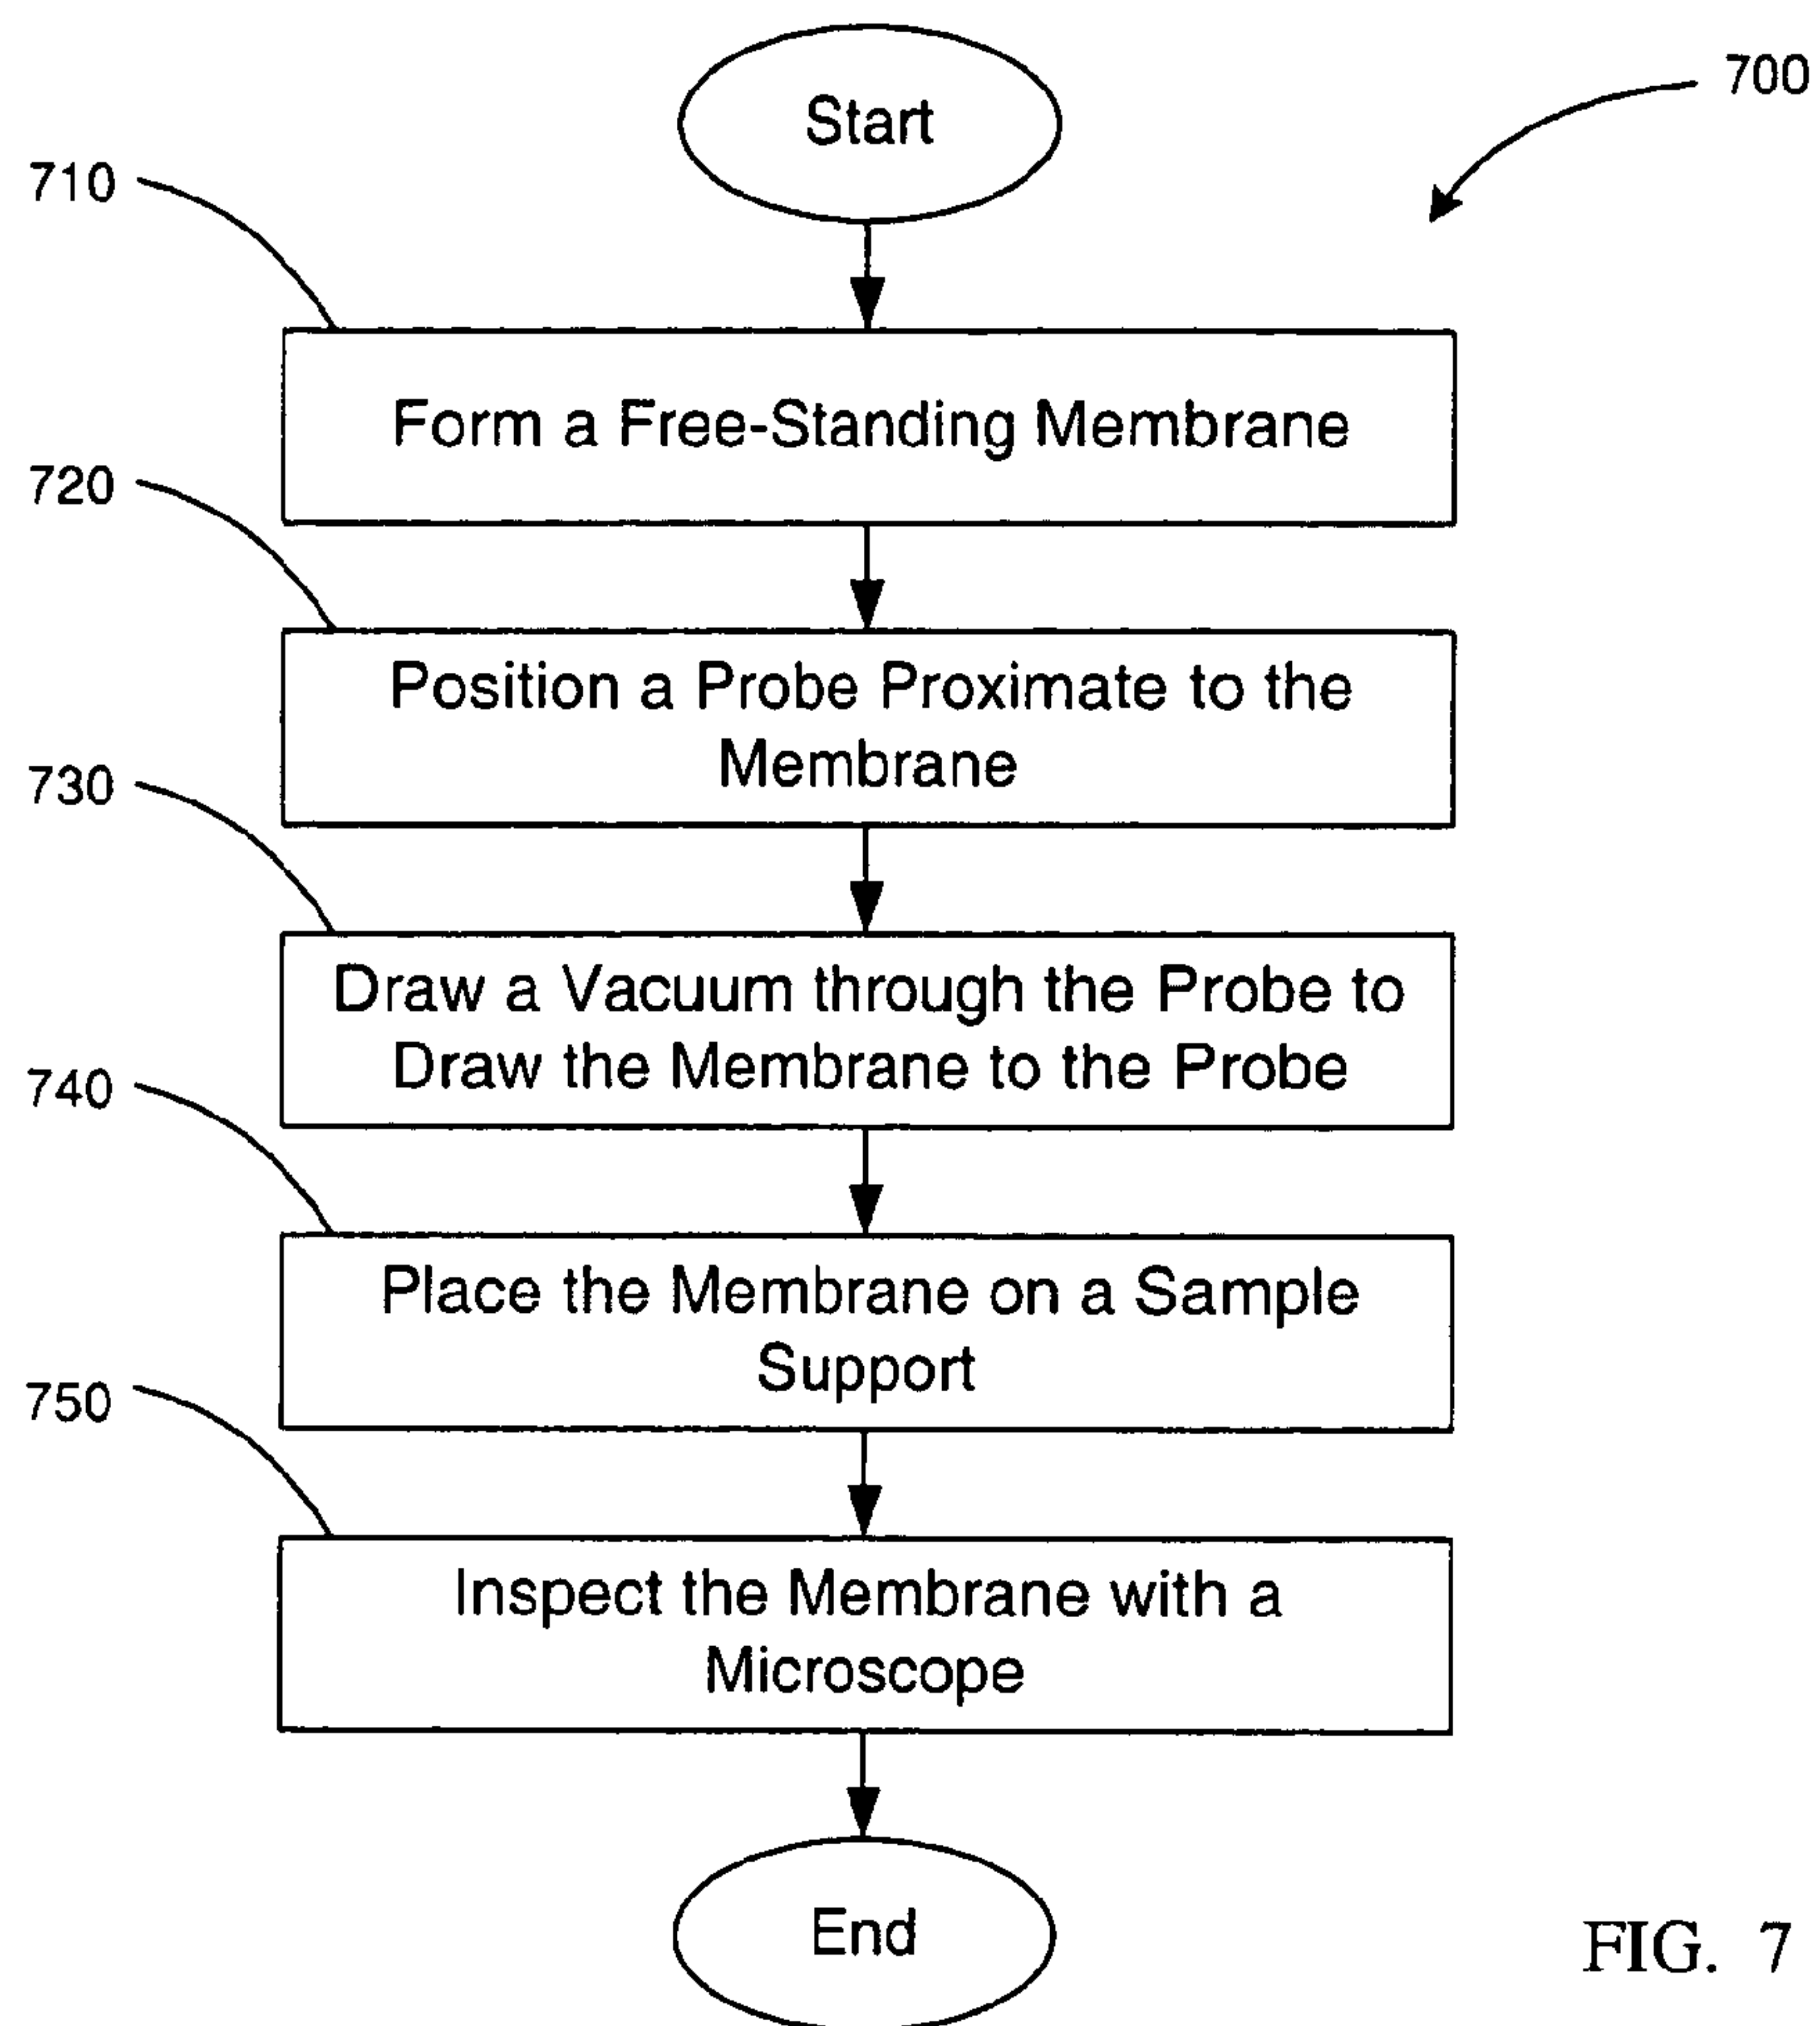 Start
700
710
Form a Free-Standing Membrane
720
Position a Probe Proximate to the
Membrane
730
Draw a Vacuum through the Probe to
Draw the Membrane to the Probe
740
Place the Membrane on a Sample
Support
750
Inspect the Membrane with a
Microscope
End
FIG. 7